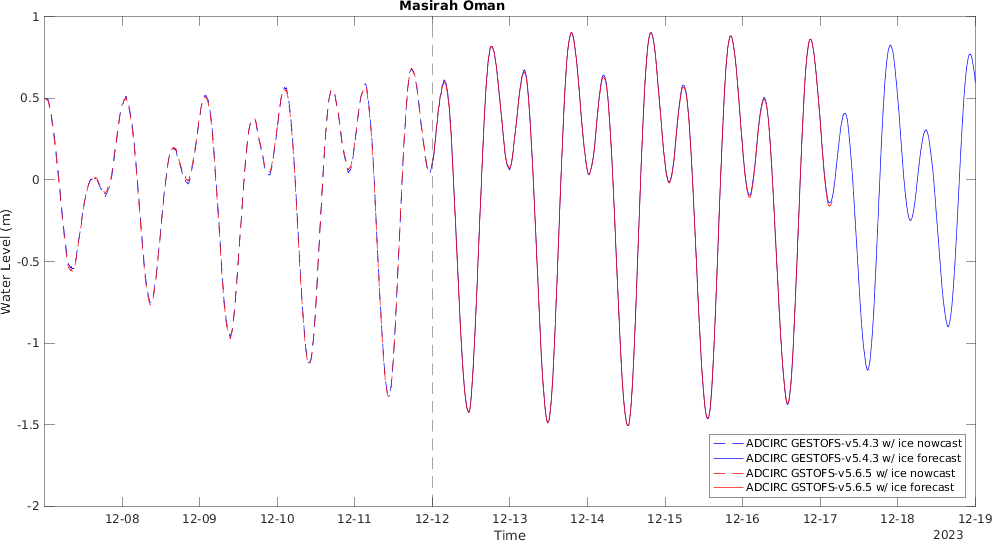 Masirah Oman
1
0.5
0
-0.5
-1
-1.5
-2
Water Level (m)
12-08 12-09 12-10 12-11 12-12 12-13 12-14 12-15 12-16 12-17 12-18 12-19
Time
2023
ADCIRC GESTOFS-v5.4.3 w/ ice nowcast
ADCIRC GESTOFS-v5.4.3 w/ ice forecast
ADCIRC GSTOFS-v5.6.5 w/ ice nowcast
ADCIRC GSTOFS-v5.6.5 w/ ice forecast